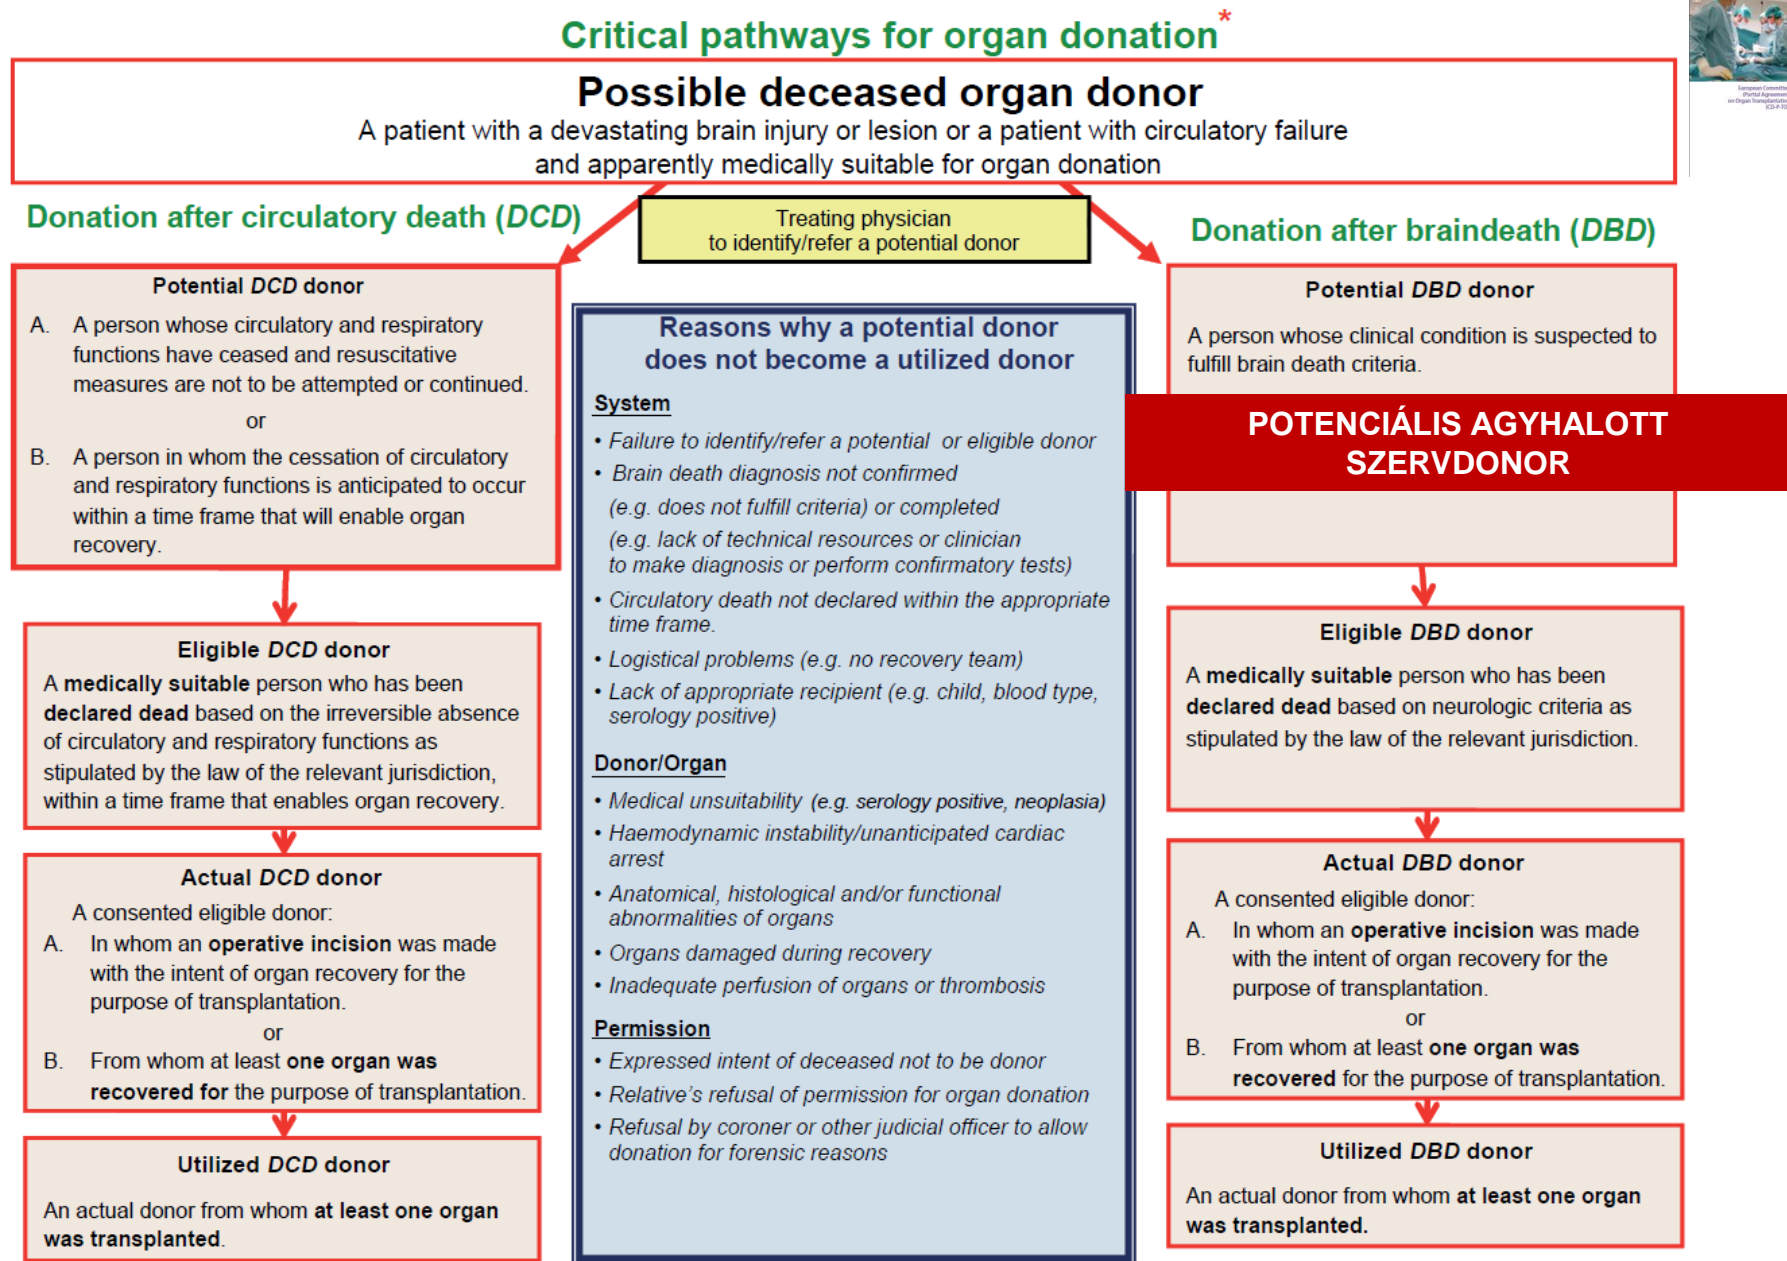 Critical pathways for organ donation*
Possible deceased organ donor
A patient with a devastating brain injury or lesion or a patient with circulatory failure
and apparently medically suitable for organ donation
European Committee
(Partial Agreement)
on Organ Transplantation
(CD-P-TO)
Treating physician
to identify/refer a potential donor
Donation after circulatory death (DCD)
Potential DCD donor
A. A person whose circulatory and respiratory
functions have ceased and resuscitative
measures are not to be attempted or continued.
or
B. A person in whom the cessation of circulatory
and respiratory functions is anticipated to occur
within a time frame that will enable organ
recovery.
Eligible DCD donor
A medically suitable person who has been
declared dead based on the irreversible absence
of circulatory and respiratory functions as
stipulated by the law of the relevant jurisdiction,
within a time frame that enables organ recovery.
Actual DCD donor
A consented eligible donor:
A. In whom an operative incision was made
with the intent of organ recovery for the
purpose of transplantation.
or
B. From whom at least one organ was
recovered for the purpose of transplantation.
Utilized DCD donor
An actual donor from whom at least one organ
was transplanted.
Reasons why a potential donor
does not become a utilized donor
System
• Failure to identify/refer a potential or eligible donor
• Brain death diagnosis not confirmed
(e.g. does not fulfill criteria) or completed
(e.g. lack of technical resources or clinician
to make diagnosis or perform confirmatory tests)
• Circulatory death not declared within the appropriate
time frame.
• Logistical problems (e.g. no recovery team)
• Lack of appropriate recipient (e.g. child, blood type,
serology positive)
Donor/Organ
• Medical unsuitability (e.g. serology positive, neoplasia)
• Haemodynamic instability/unanticipated cardiac
arrest
• Anatomical, histological and/or functional
abnormalities of organs
• Organs damaged during recovery
• Inadequate perfusion of organs or thrombosis
Permission
• Expressed intent of deceased not to be donor
• Relative's refusal of permission for organ donation
• Refusal by coroner or other judicial officer to allow
donation for forensic reasons
Donation after braindeath (DBD)
Potential DBD donor
A person whose clinical condition is suspected to
fulfill brain death criteria.
POTENCIÁLIS AGYHALOTT
SZERVDONOR
Eligible DBD donor
A medically suitable person who has been
declared dead based on neurologic criteria as
stipulated by the law of the relevant jurisdiction.
Actual DBD donor
A consented eligible donor:
A. In whom an operative incision was made
with the intent of organ recovery for the
purpose of transplantation.
or
B. From whom at least one organ was
recovered for the purpose of transplantation.
Utilized DBD donor
An actual donor from whom at least one organ
was transplanted.